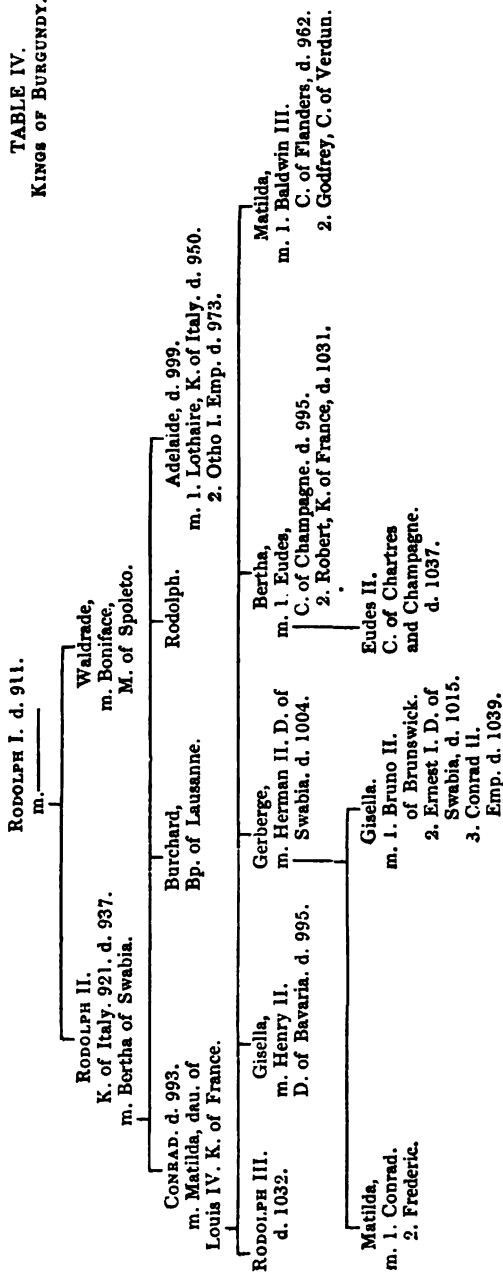 TABLE IV.
KINGS OF BURGUNDY.
RODOLPH I. d. 911.
m.
RODOLPH II.
K. of Italy. 921. d. 937.
m. Bertha of Swabia.
Waldrade,
m. Boniface,
M. of Spoleto.
CONRAD. d. 993.
m. Matilda, dau. of
Louis IV. K. of France.
Burchard,
Bp. of Lausanne.
Rodolph.
Adelaide, d. 999.
m. 1. Lothaire, K. of Italy. d. 950.
2. Otho I. Emp. d. 973.
RODOLPH III.
d. 1032.
Gisella,
m. Henry II.
D. of Bavaria. d. 995.
Gerberge,
m. Herman II. D. of
Swabia. d. 1004.
Bertha,
m. 1. Eudes,
C. of Champagne. d. 995.
2. Robert, K. of France, d. 1031.
Matilda,
m. 1. Baldwin III.
C. of Flanders, d. 962.
2. Godfrey, C. of Verdun.
Matilda,
m. 1. Conrad.
2. Frederic.
Gisella.
m. 1. Bruno II.
of Brunswick.
2. Ernest I. D. of
Swabia, d. 1015.
3. Conrad II.
Emp. d. 1039.
Eudes II.
C. of Chartres
and Champagne.
d. 1037.